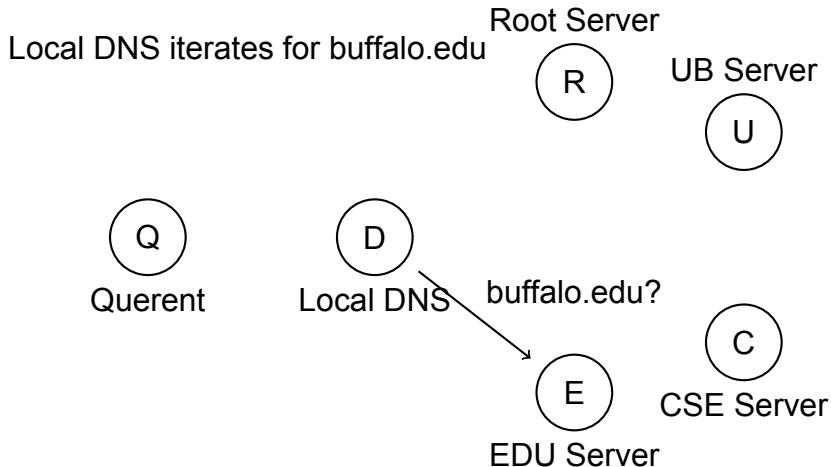 Root Server
Local DNS iterates for buffalo.edu
R
UB Server
U
Q
D
Querent
Local DNS
buffalo.edu?
C
E
CSE Server
EDU Server